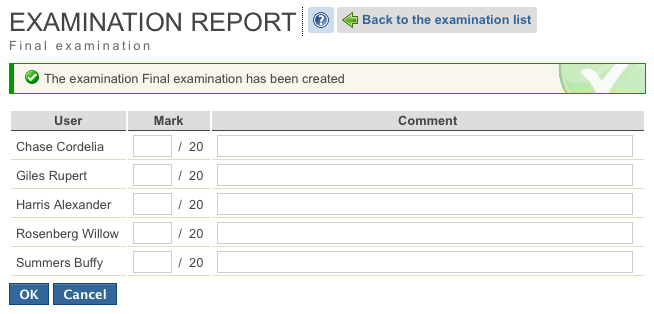 EXAMINATION REPORT ? Back to the examination list
Final examination
The examination Final examination has been created
User Mark Comment
Chase Cordelia / 20
Giles Rupert / 20
Harris Alexander / 20
Rosenberg Willow / 20
Summers Buffy / 20
OK Cancel